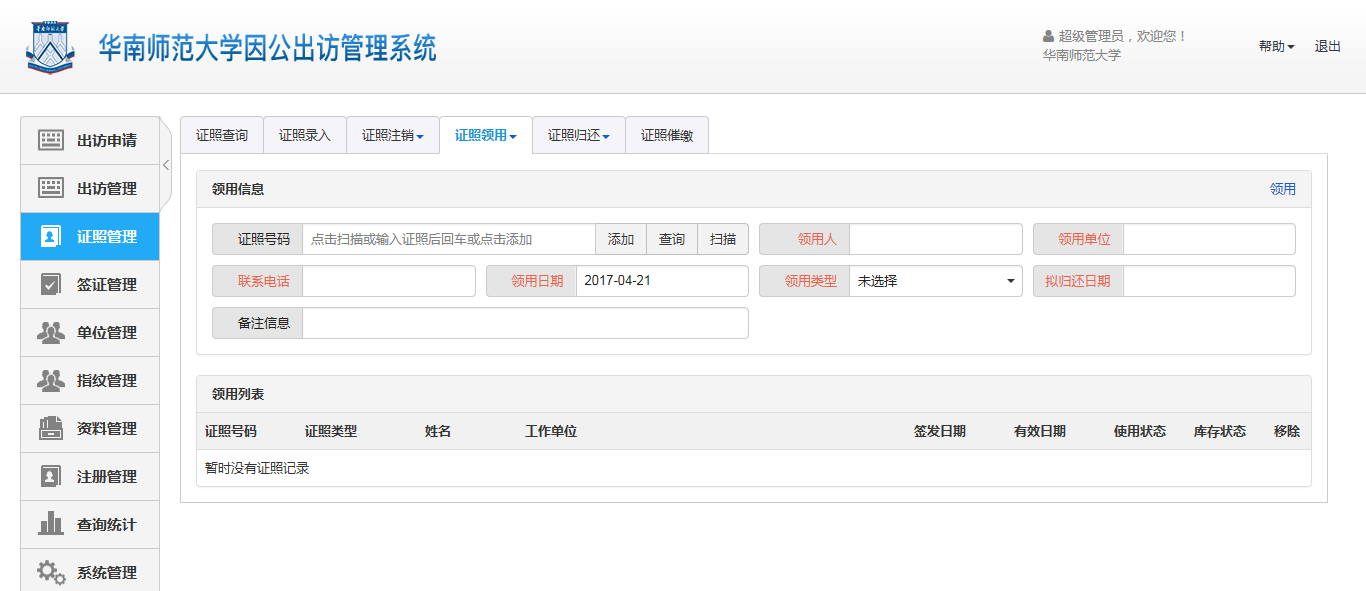 华南师范大学因公出访管理系统
超级管理员，欢迎您！
华南师范大学
帮助 退出
出访申请
出访管理
证照管理
签证管理
单位管理
指纹管理
资料管理
注册管理
查询统计
系统管理
证照查询 证照录入 证照注销 证照领用 证照归还 证照催缴
领用信息 领用
证照号码 点击扫描或输入证照后回车或点击添加 添加 查询 扫描 领用人 领用单位
联系电话 领用日期 2017-04-21 领用类型 未选择 拟归还日期
备注信息
领用列表
证照号码 证照类型 姓名 工作单位 签发日期 有效日期 使用状态 库存状态 移除
暂时没有证照记录